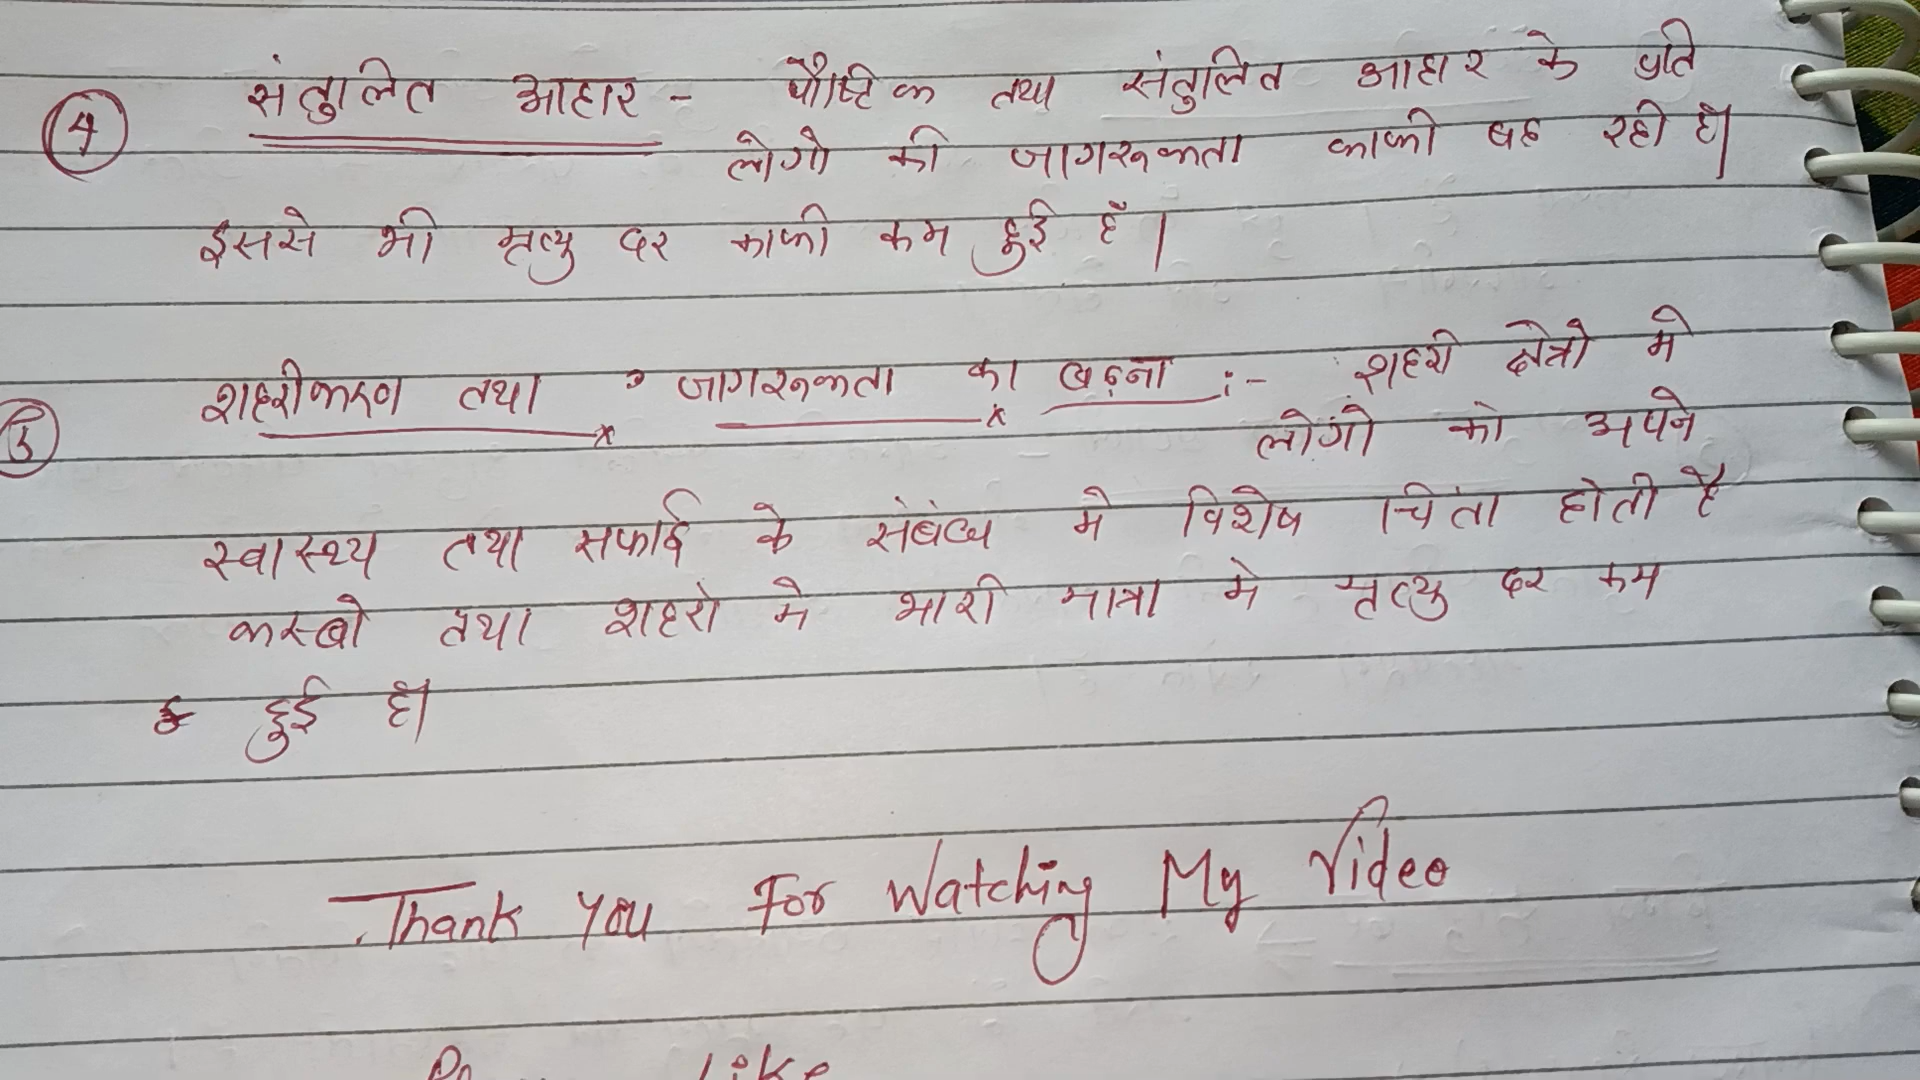 4 संतुलित आहार - पौष्टिक तथा संतुलित आहार के प्रति
लोगो की जागरूकता काफी बढ रही है।
इससे भी मृत्यु दर काफी कम हुई है।
5 शहरीकरण तथा जागरूकता का बढ़ना :- शहरी क्षेत्रो मे
लोगो को अपने
स्वास्थ्य तथा सफाई के संबंध मे विशेष चिंता होती है
कस्बो तथा शहरो मे भारी मात्रा मे मृत्यु दर कम
हुई है।
Thank you For Watching My Video
Like